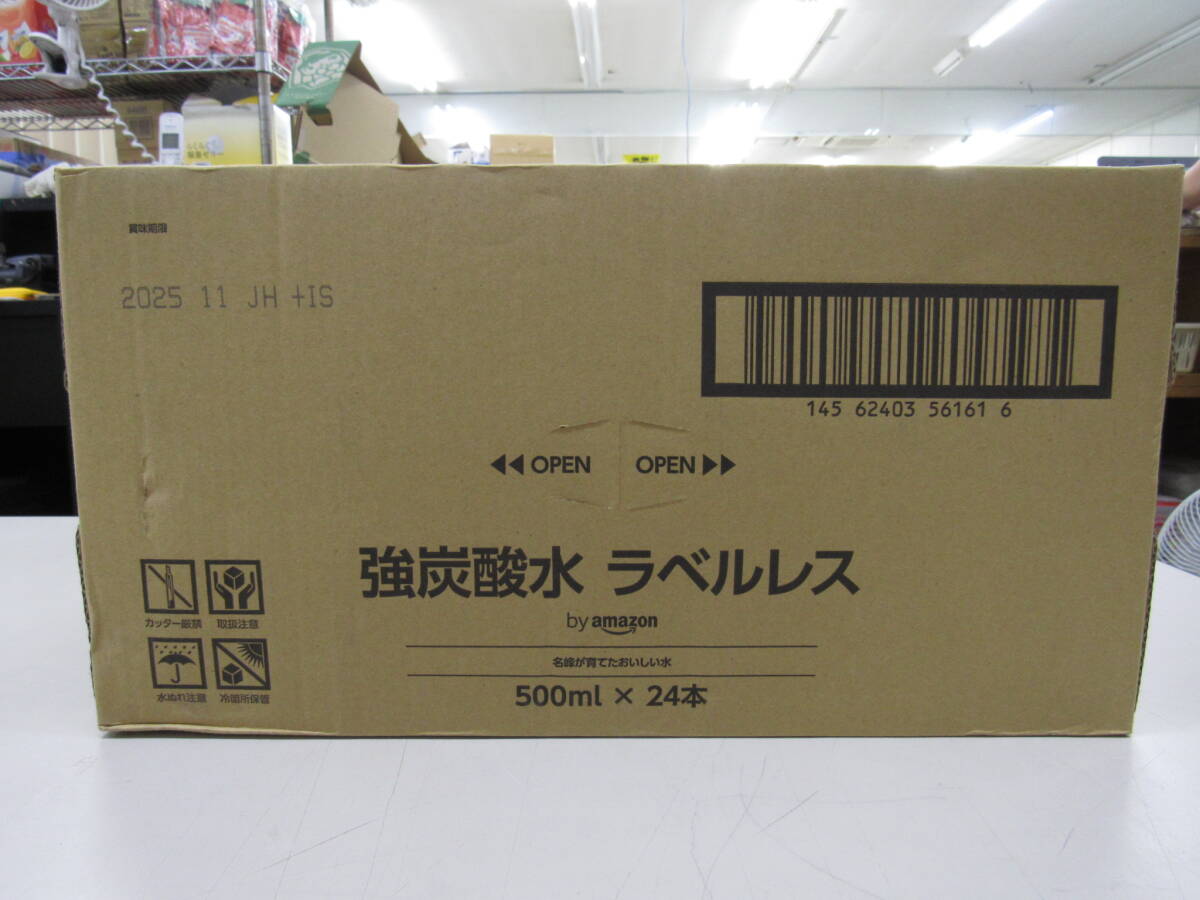 賞味期限
2025 11 JH +IS
145 62403 56161 6
OPEN OPEN
強炭酸水 ラベルレス
by amazon
名峰が育てたおいしい水
500ml × 24本
カッター厳禁 取扱注意
水ぬれ注意 冷暗所保管